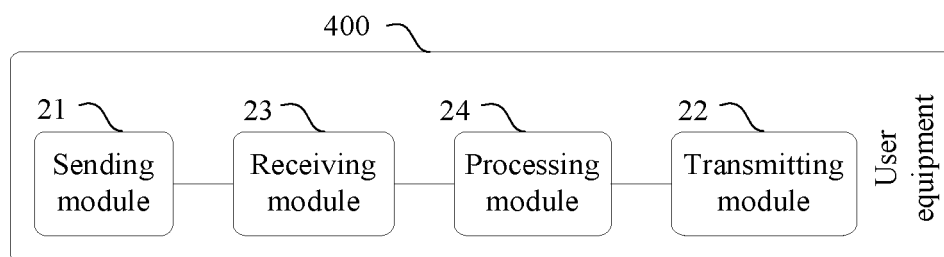 400
21
23
24
22
Sending
module
Receiving
module
Processing
module
Transmitting
module
User
equipment